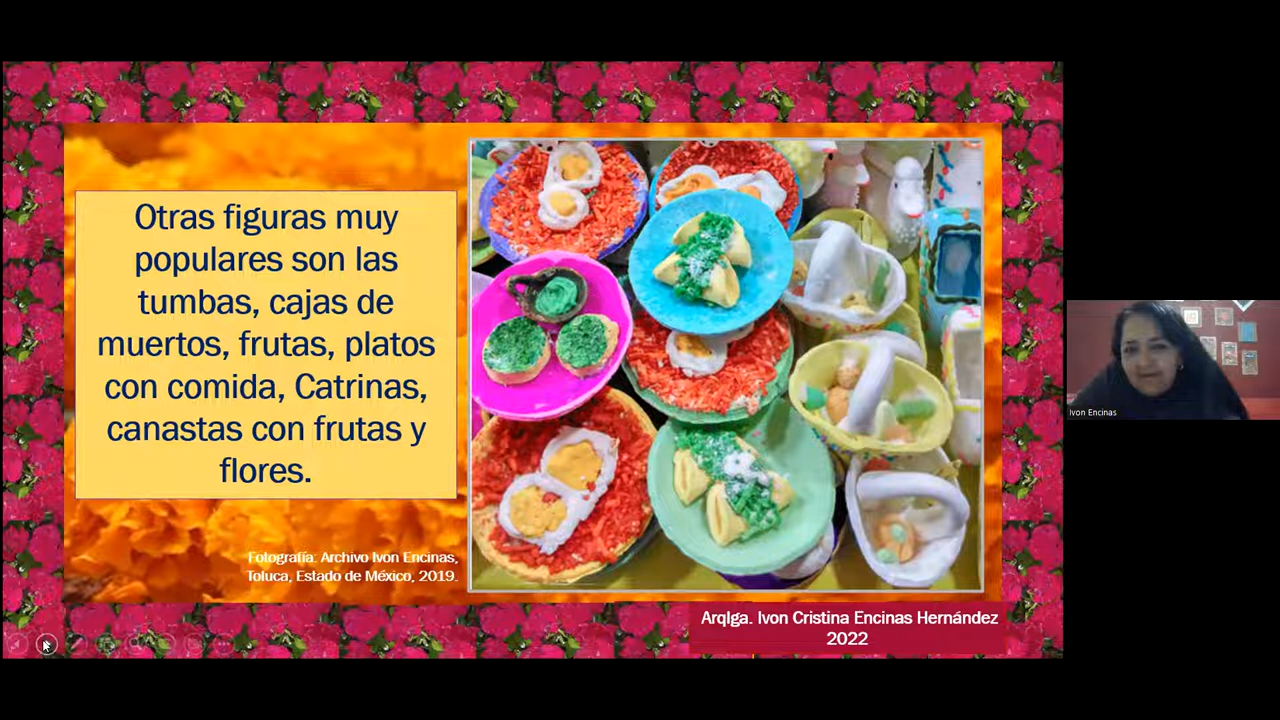 Otras figuras muy
populares son las
tumbas, cajas de
muertos, frutas, platos
con comida, Catrinas,
canastas con frutas y
flores.
Fotografía: Archivo Ivon Encinas,
Toluca, Estado de México, 2019.
Arqlga. Ivon Cristina Encinas Hernández
2022
Ivon Encinas